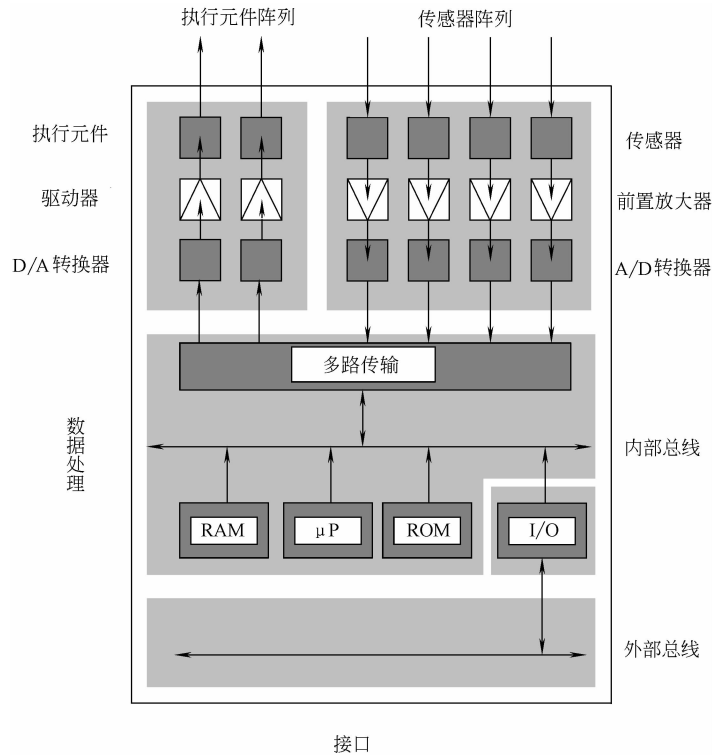 执行元件阵列
传感器阵列
执行元件
传感器
驱动器
前置放大器
D/A转换器
A/D转换器
多路传输
数据处理
内部总线
RAM
μP
ROM
I/O
外部总线
接口